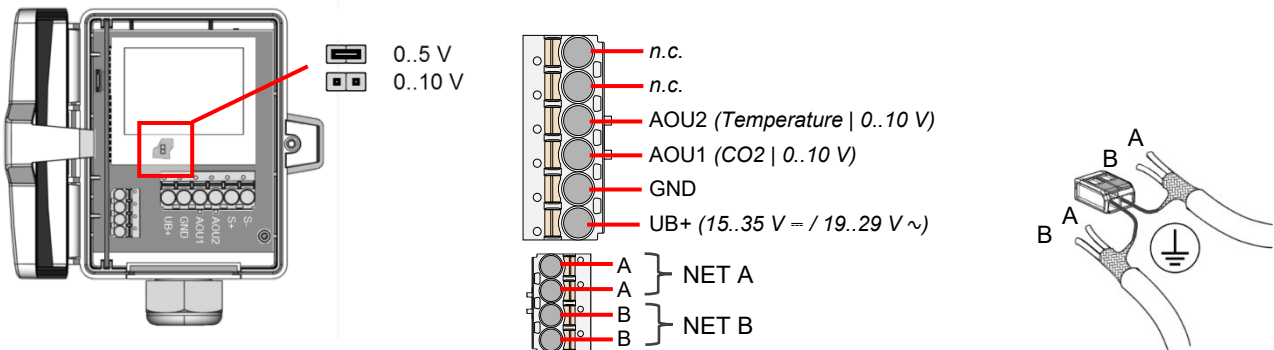 0..5 V
0..10 V
UB+
GND
AOU1
AOU2
S+
S-
n.c.
n.c.
AOU2 (Temperature | 0..10 V)
AOU1 (CO2 | 0..10 V)
GND
UB+ (15..35 V ⎓ / 19..29 V ~)
A
A
NET A
B
B
NET B
A
B
A
B